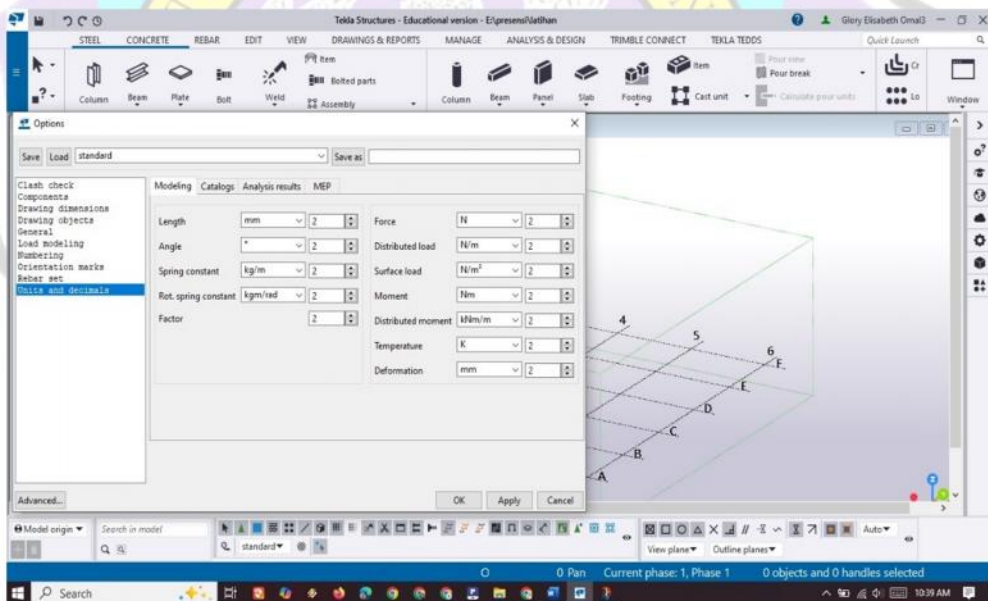 Tekla Structures - Educational version - E:\presensi\latihan
Glory Elisabeth Omal3
STEEL CONCRETE REBAR EDIT VIEW DRAWINGS & REPORTS MANAGE ANALYSIS & DESIGN TRIMBLE CONNECT TEKLA TEDDS Quick Launch
Column Beam Plate Bolt Weld
Item
Bolted parts
Assembly
Column Beam Panel Slab Footing
Item
Cast unit
Pour view
Pour break
Calculate pour units
Cr
Lo
Window
Options
Save Load standard Save as
Clash check
Components
Drawing dimensions
Drawing objects
General
Load modeling
Numbering
Orientation marks
Rebar set
Units and decimals
Modeling Catalogs Analysis results MEP
Length mm 2
Angle ° 2
Spring constant kg/m 2
Rot. spring constant kgm/rad 2
Factor 2
Force N 2
Distributed load N/m 2
Surface load N/m² 2
Moment Nm 2
Distributed moment kNm/m 2
Temperature K 2
Deformation mm 2
4
5
6
F
E
D
C
B
A
Advanced... OK Apply Cancel
Model origin Search in model
standard
Auto
View plane Outline planes
0 Pan Current phase: 1, Phase 1 0 objects and 0 handles selected
Search
10:39 AM